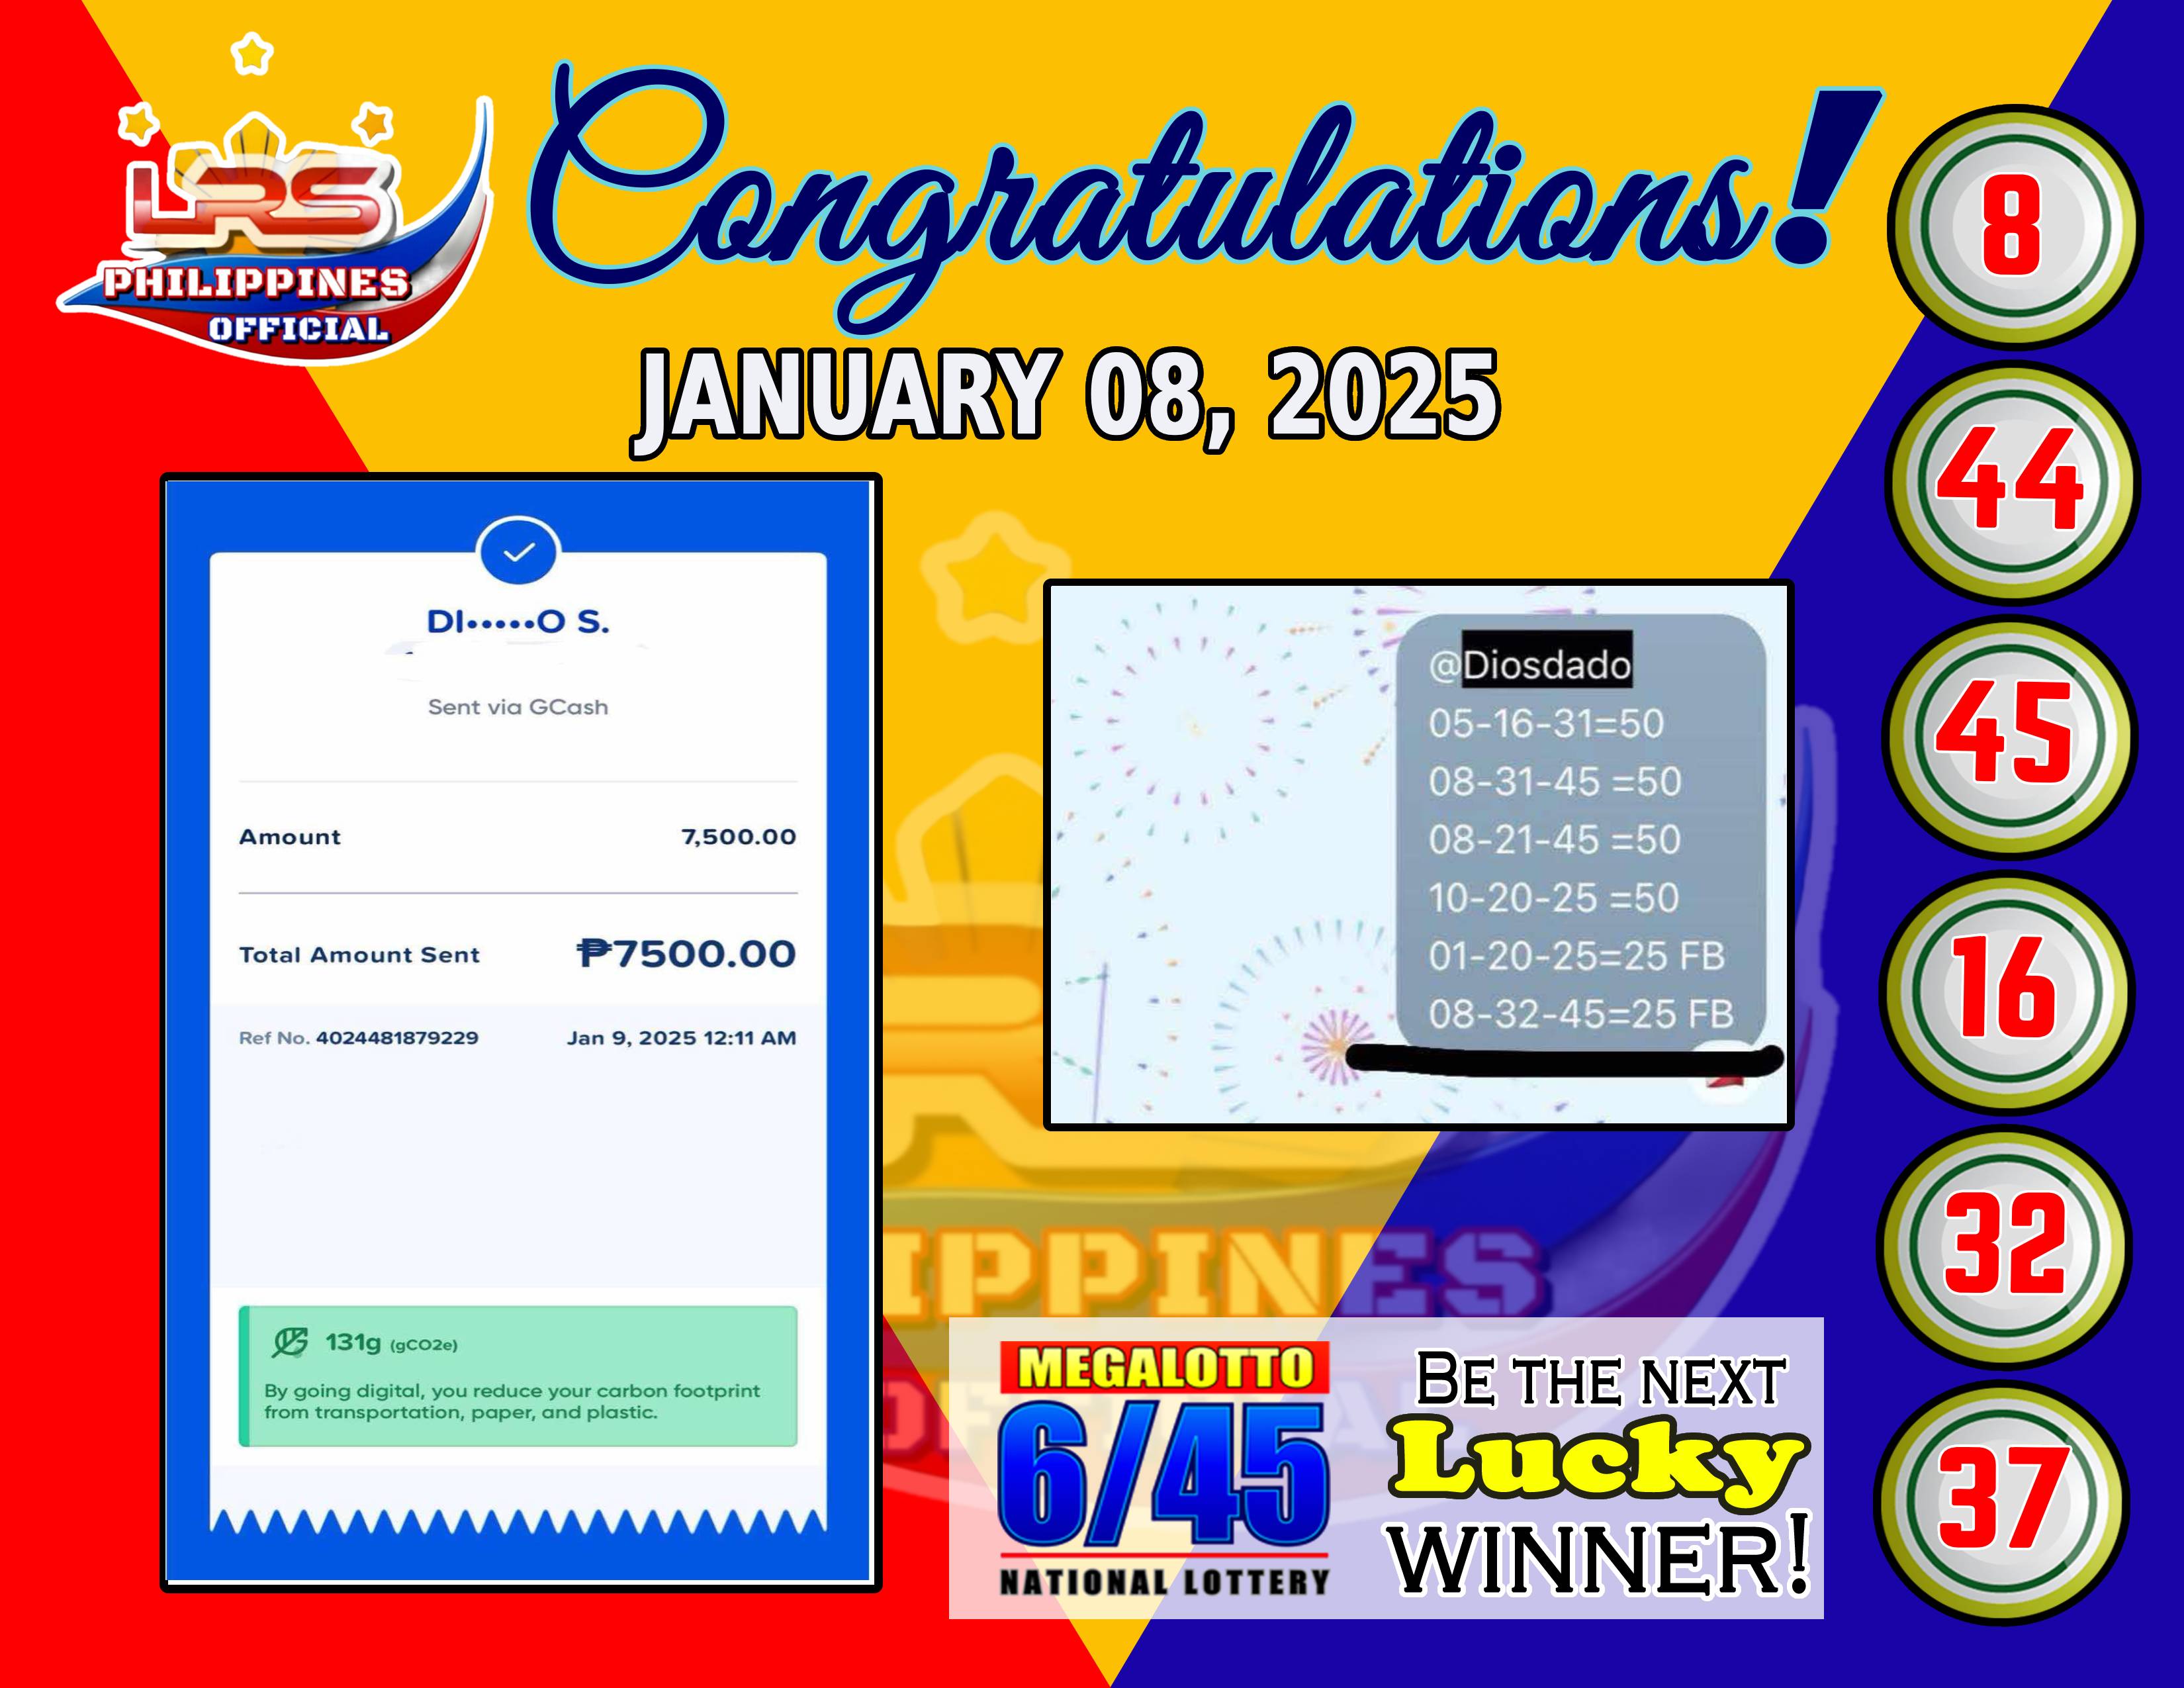 LRS
PHILIPPINES
OFFICIAL
Congratulations!
JANUARY 08, 2025
DI•••••O S.
Sent via GCash
Amount 7,500.00
Total Amount Sent ₱7500.00
Ref No. 4024481879229 Jan 9, 2025 12:11 AM
131g (gCO2e)
By going digital, you reduce your carbon footprint
from transportation, paper, and plastic.
@Diosdado
05-16-31=50
08-31-45 =50
08-21-45 =50
10-20-25 =50
01-20-25=25 FB
08-32-45=25 FB
MEGALOTTO
6/45
NATIONAL LOTTERY
BE THE NEXT
Lucky
WINNER!
8
44
45
16
32
37